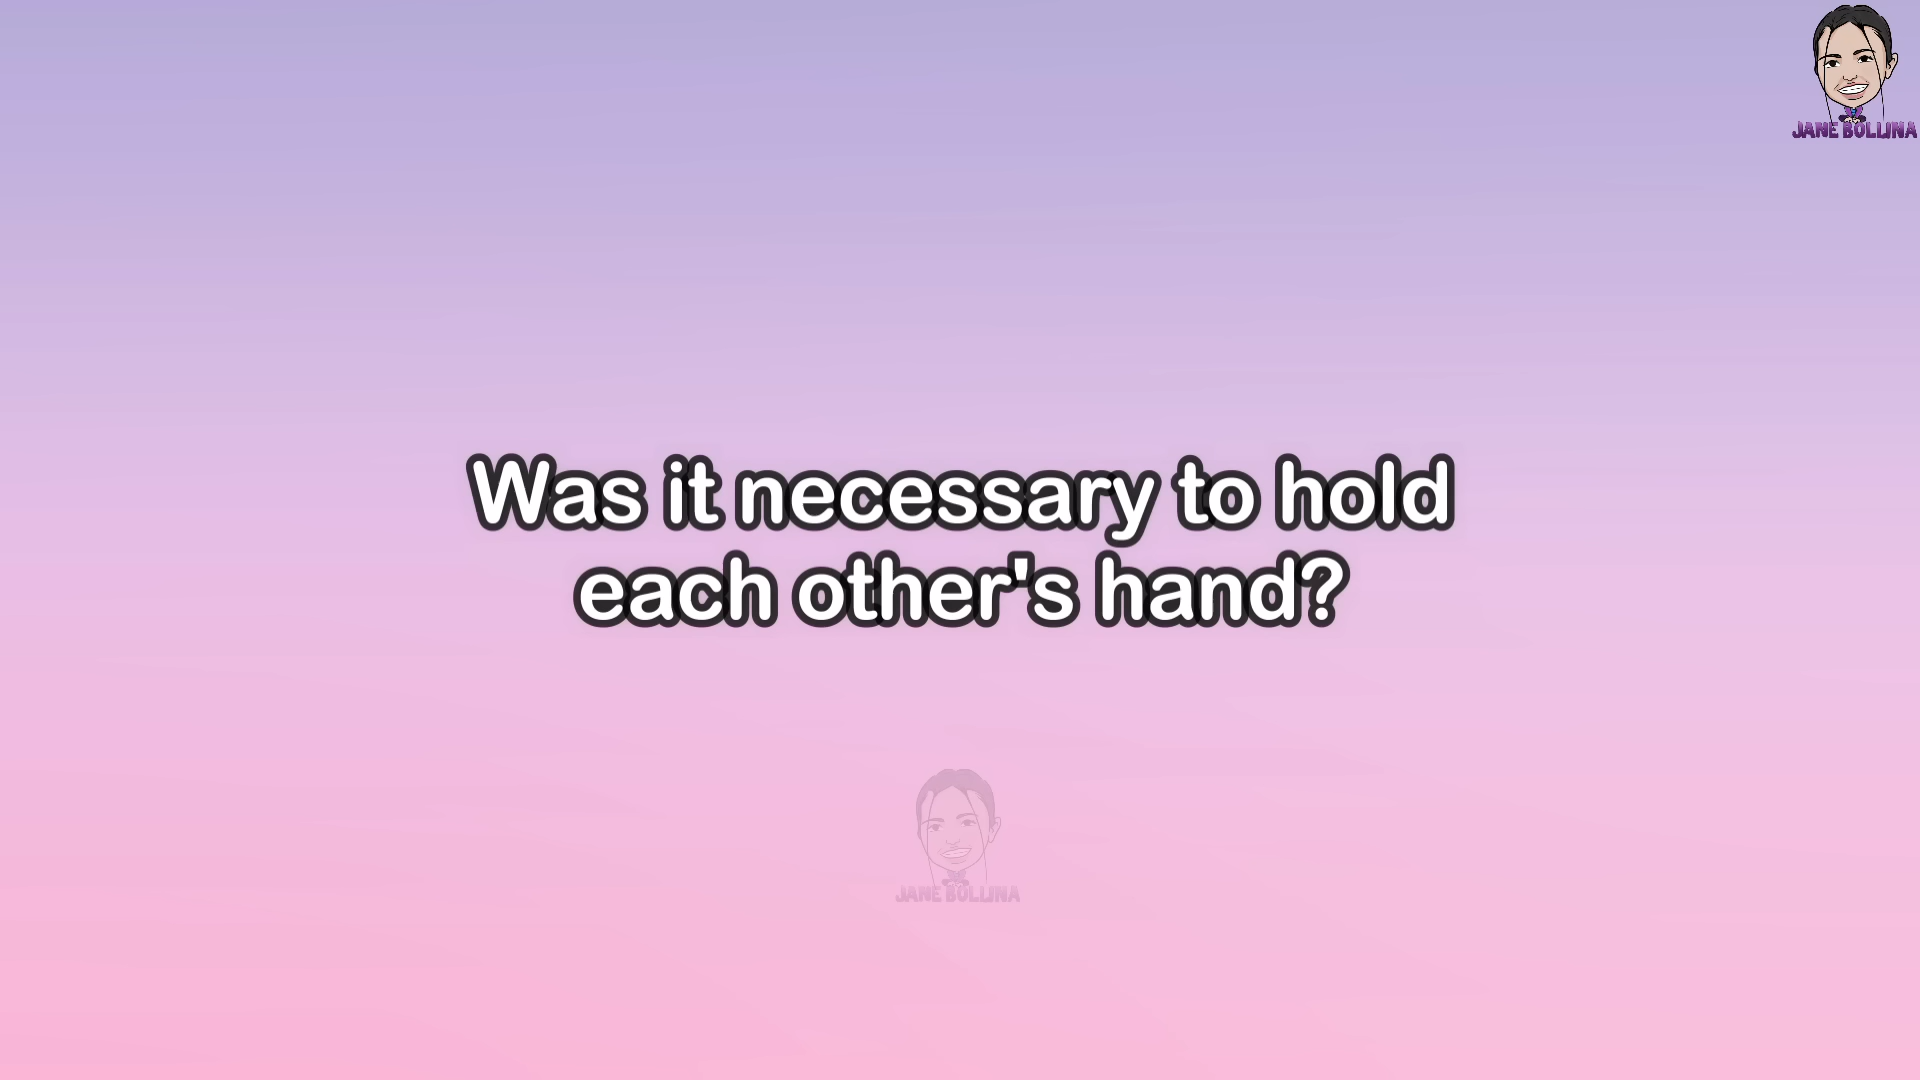 JANE BOLLINA
Was it necessary to hold
each other's hand?
JANE BOLLINA